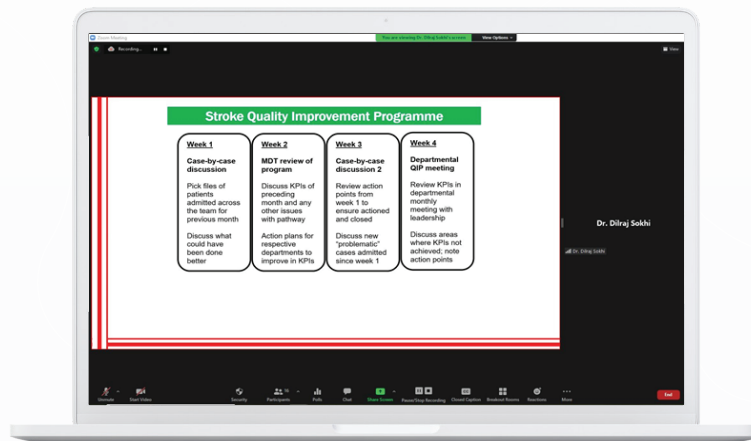 Zoom Meeting
You are viewing Dr. Dilraj Sokhi's screen
View Options
Recording...
View
Stroke Quality Improvement Programme
Week 1
Case-by-case
discussion
Pick files of
patients
admitted across
the team for
previous month
Discuss what
could have
been done
better
Week 2
MDT review of
program
Discuss KPIs of
preceding
month and any
other issues
with pathway
Action plans for
respective
departments to
improve in KPIs
Week 3
Case-by-case
discussion 2
Review action
points from
week 1 to
ensure actioned
and closed
Discuss new
"problematic"
cases admitted
since week 1
Week 4
Departmental
QIP meeting
Review KPIs in
departmental
monthly
meeting with
leadership
Discuss areas
where KPIs not
achieved; note
action points
Dr. Dilraj Sokhi
Dr. Dilraj Sokhi
Unmute
Start Video
Security
Participants
Polls
Chat
Share Screen
Pause/Stop Recording
Closed Caption
Breakout Rooms
Reactions
More
End